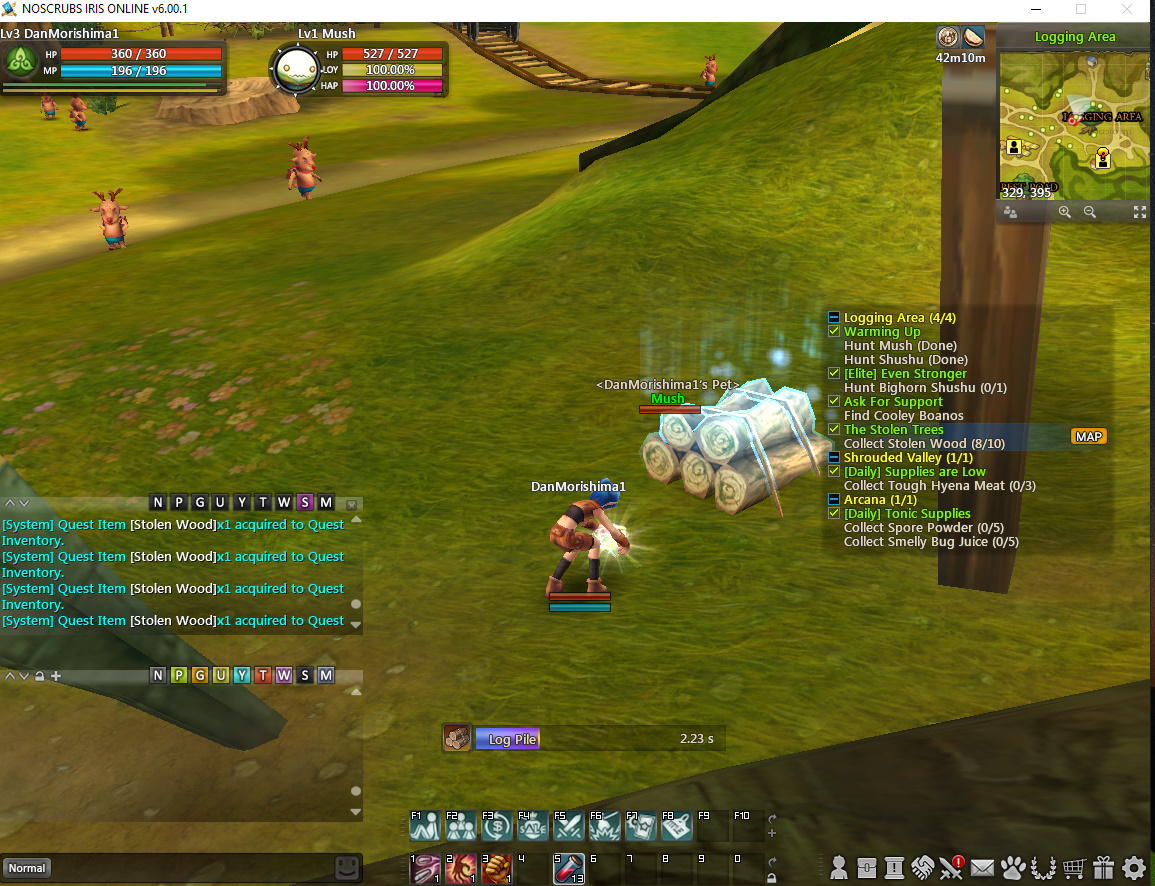 NOSCRUBS IRIS ONLINE v6.00.1
Lv3 DanMorishima1
HP 360 / 360
MP 196 / 196
Lv1 Mush
HP 527 / 527
LOY 100.00%
HAP 100.00%
42m10m
Logging Area
LOGGING AREA
329, 395
Logging Area (4/4)
Warming Up
Hunt Mush (Done)
Hunt Shushu (Done)
[Elite] Even Stronger
Hunt Bighorn Shushu (0/1)
Ask For Support
Find Cooley Boanos
The Stolen Trees
Collect Stolen Wood (8/10)
MAP
Shrouded Valley (1/1)
[Daily] Supplies are Low
Collect Tough Hyena Meat (0/3)
Arcana (1/1)
[Daily] Tonic Supplies
Collect Spore Powder (0/5)
Collect Smelly Bug Juice (0/5)
<DanMorishima1's Pet>
Mush
DanMorishima1
N P G U Y T W S M
[System] Quest Item [Stolen Wood]x1 acquired to Quest
Inventory.
[System] Quest Item [Stolen Wood]x1 acquired to Quest
Inventory.
[System] Quest Item [Stolen Wood]x1 acquired to Quest
Inventory.
[System] Quest Item [Stolen Wood]x1 acquired to Quest
N P G U Y T W S M
Log Pile 2.23 s
F1 F2 F3 F4 F5 F6 F7 F8 F9 F10
SALE
1 2 3 4 5 6 7 8 9 0
1 1 1 13
Normal